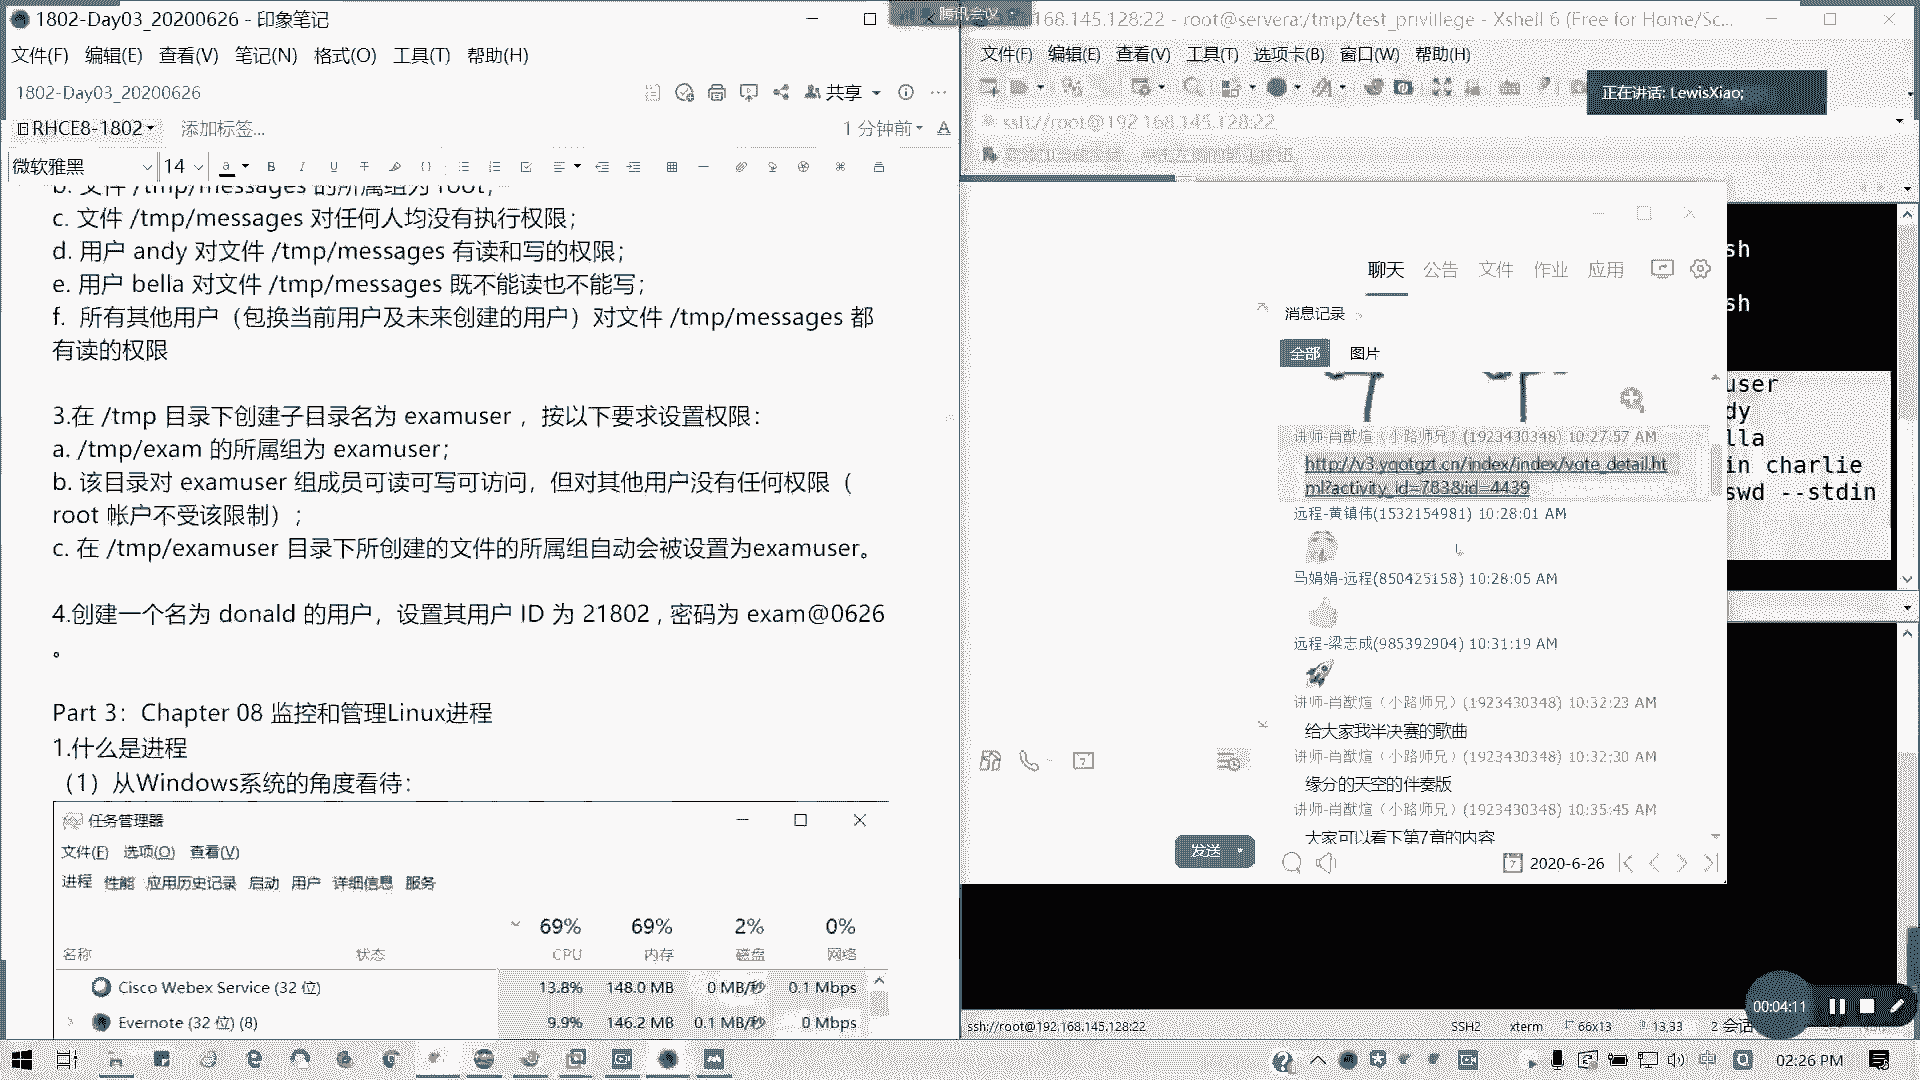 1802-Day03_20200626 - 印象笔记
文件(F) 编辑(E) 查看(V) 笔记(N) 格式(O) 工具(T) 帮助(H)
1802-Day03_20200626
共享
RHCE8-1802
添加标签...
1 分钟前
微软雅黑 14
b. 文件 /tmp/messages 的所属组为 root；
c. 文件 /tmp/messages 对任何人均没有执行权限；
d. 用户 andy 对文件 /tmp/messages 有读和写的权限；
e. 用户 bella 对文件 /tmp/messages 既不能读也不能写；
f. 所有其他用户（包换当前用户及未来创建的用户）对文件 /tmp/messages 都
有读的权限
3.在 /tmp 目录下创建子目录名为 examuser ，按以下要求设置权限：
a. /tmp/exam 的所属组为 examuser；
b. 该目录对 examuser 组成员可读可写可访问，但对其他用户没有任何权限（
root 帐户不受该限制）；
c. 在 /tmp/examuser 目录下所创建的文件的所属组自动会被设置为examuser。
4.创建一个名为 donald 的用户，设置其用户 ID 为 21802 , 密码为 exam@0626
。
Part 3：Chapter 08 监控和管理Linux进程
1.什么是进程
（1）从Windows系统的角度看待：
任务管理器
文件(F) 选项(O) 查看(V)
进程 性能 应用历史记录 启动 用户 详细信息 服务
69% 69% 2% 0%
名称 状态 CPU 内存 磁盘 网络
Cisco Webex Service (32 位) 13.8% 148.0 MB 0 MB/秒 0.1 Mbps
Evernote (32 位) (8) 9.9% 146.2 MB 0.1 MB/秒 0 Mbps
腾讯会议
168.145.128:22 - root@servera:/tmp/test_privillege - Xshell 6 (Free for Home/Sc...
文件(F) 编辑(E) 查看(V) 工具(T) 选项卡(B) 窗口(W) 帮助(H)
正在讲话: LewisXiao;
ssh://root@192.168.145.128:22
聊天 公告 文件 作业 应用
消息记录
全部 图片
讲师-肖猷煊（小路师兄）(1923430348) 10:27:57 AM
http://v3.yqotgzt.cn/index/index/vote_detail.ht
ml?activity_id=783&id=4439
远程-黄镇伟(1532154981) 10:28:01 AM
马娟娟-远程(850425158) 10:28:05 AM
远程-梁志成(985392904) 10:31:19 AM
讲师-肖猷煊（小路师兄）(1923430348) 10:32:23 AM
给大家我半决赛的歌曲
讲师-肖猷煊（小路师兄）(1923430348) 10:32:30 AM
缘分的天空的伴奏版
讲师-肖猷煊（小路师兄）(1923430348) 10:35:45 AM
大家可以看下第7章的内容
发送
2020-6-26
sh
sh
user
dy
lla
in charlie
swd --stdin
00:04:11
ssh://root@192.168.145.128:22 SSH2 xterm 66x13 13,33 2 会话
02:26 PM